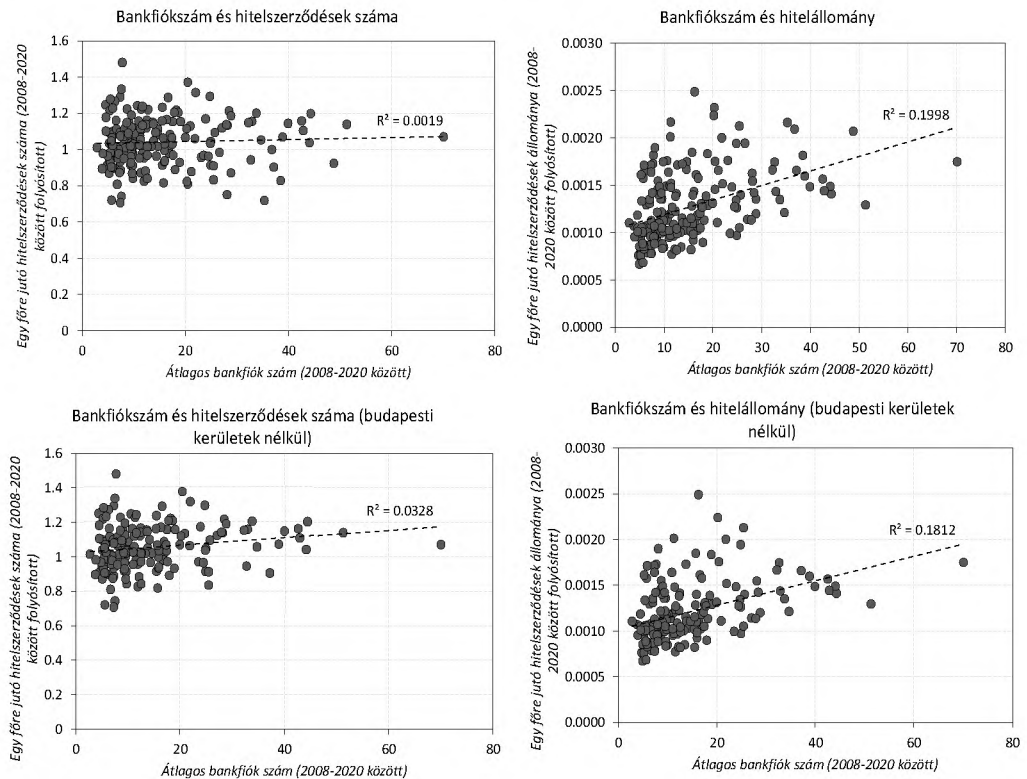 Bankfiókszám és hitelszerződések száma
Egy főre jutó hitelszerződések száma (2008-2020
között folyósított)
1.6
1.4
1.2
1
0.8
0.6
0.4
0.2
0
R² = 0.0019
0 20 40 60 80
Átlagos bankfiók szám (2008-2020 között)
Bankfiókszám és hitelállomány
Egy főre jutó hitelszerződések állománya (2008-
2020 között folyósított)
0.0030
0.0025
0.0020
0.0015
0.0010
0.0005
0.0000
R² = 0.1998
0 10 20 30 40 50 60 70 80
Átlagos bankfiók szám (2008-2020 között)
Bankfiókszám és hitelszerződések száma (budapesti
kerületek nélkül)
Egy főre jutó hitelszerződések száma (2008-2020
között folyósított)
1.6
1.4
1.2
1
0.8
0.6
0.4
0.2
0
R² = 0.0328
0 20 40 60 80
Átlagos bankfiók szám (2008-2020 között)
Bankfiókszám és hitelállomány (budapesti kerületek
nélkül)
Egy főre jutó hitelszerződések állománya (2008-
2020 között folyósított)
0.0030
0.0025
0.0020
0.0015
0.0010
0.0005
0.0000
R² = 0.1812
0 20 40 60 80
Átlagos bankfiók szám (2008-2020 között)